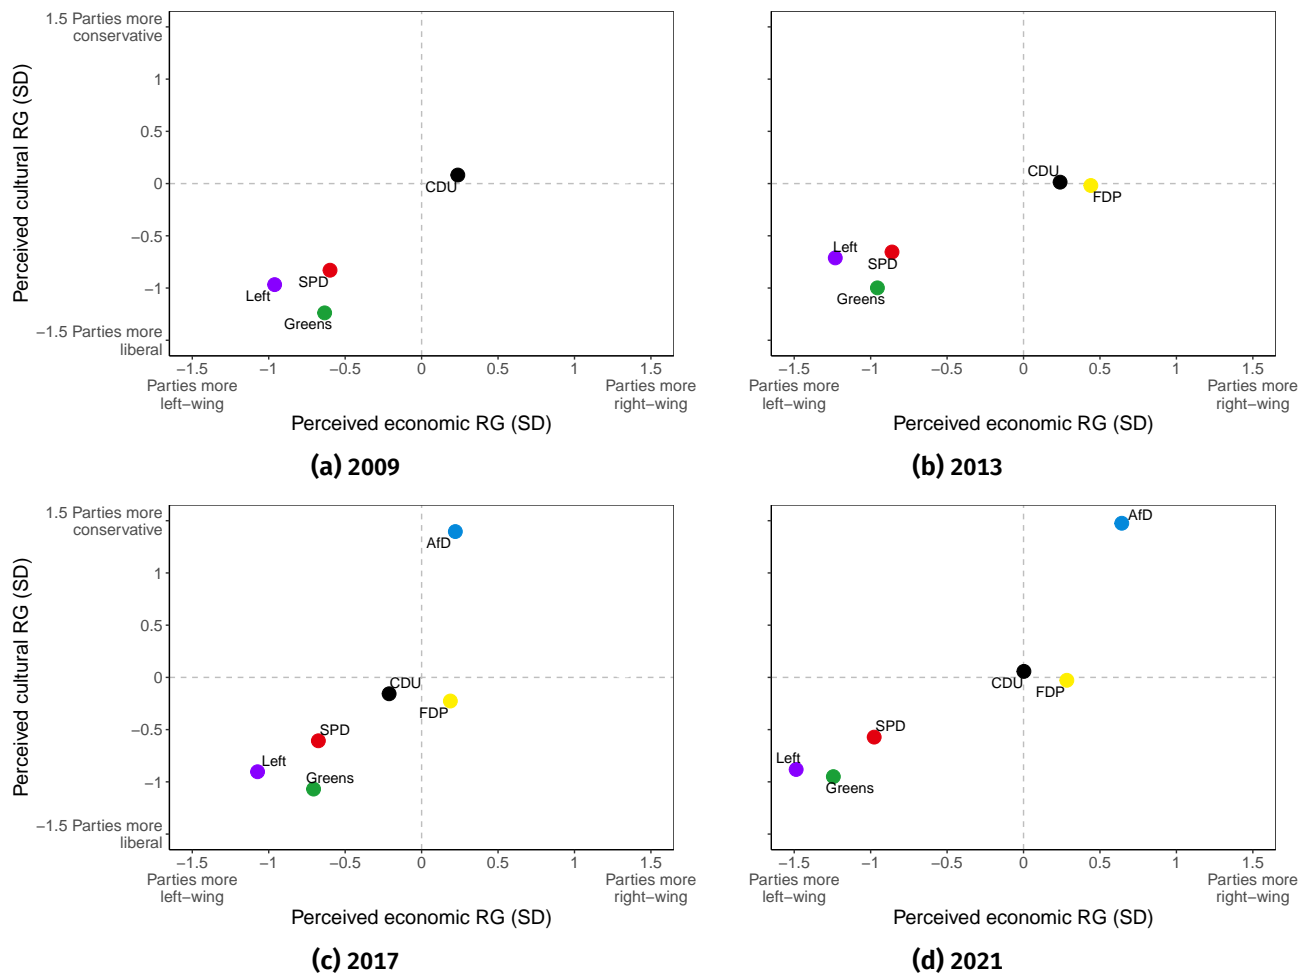 1.5 Parties more
conservative
1
0.5
0
−0.5
−1
−1.5 Parties more
liberal
Perceived cultural RG (SD)
CDU
SPD
Left
Greens
−1.5 −1 −0.5 0 0.5 1 1.5
Parties more
left−wing
Parties more
right−wing
Perceived economic RG (SD)
(a) 2009
CDU
FDP
Left
SPD
Greens
−1.5 −1 −0.5 0 0.5 1 1.5
Parties more
left−wing
Parties more
right−wing
Perceived economic RG (SD)
(b) 2013
1.5 Parties more
conservative
1
0.5
0
−0.5
−1
−1.5 Parties more
liberal
Perceived cultural RG (SD)
AfD
CDU
FDP
SPD
Left
Greens
−1.5 −1 −0.5 0 0.5 1 1.5
Parties more
left−wing
Parties more
right−wing
Perceived economic RG (SD)
(c) 2017
AfD
CDU
FDP
SPD
Left
Greens
−1.5 −1 −0.5 0 0.5 1 1.5
Parties more
left−wing
Parties more
right−wing
Perceived economic RG (SD)
(d) 2021